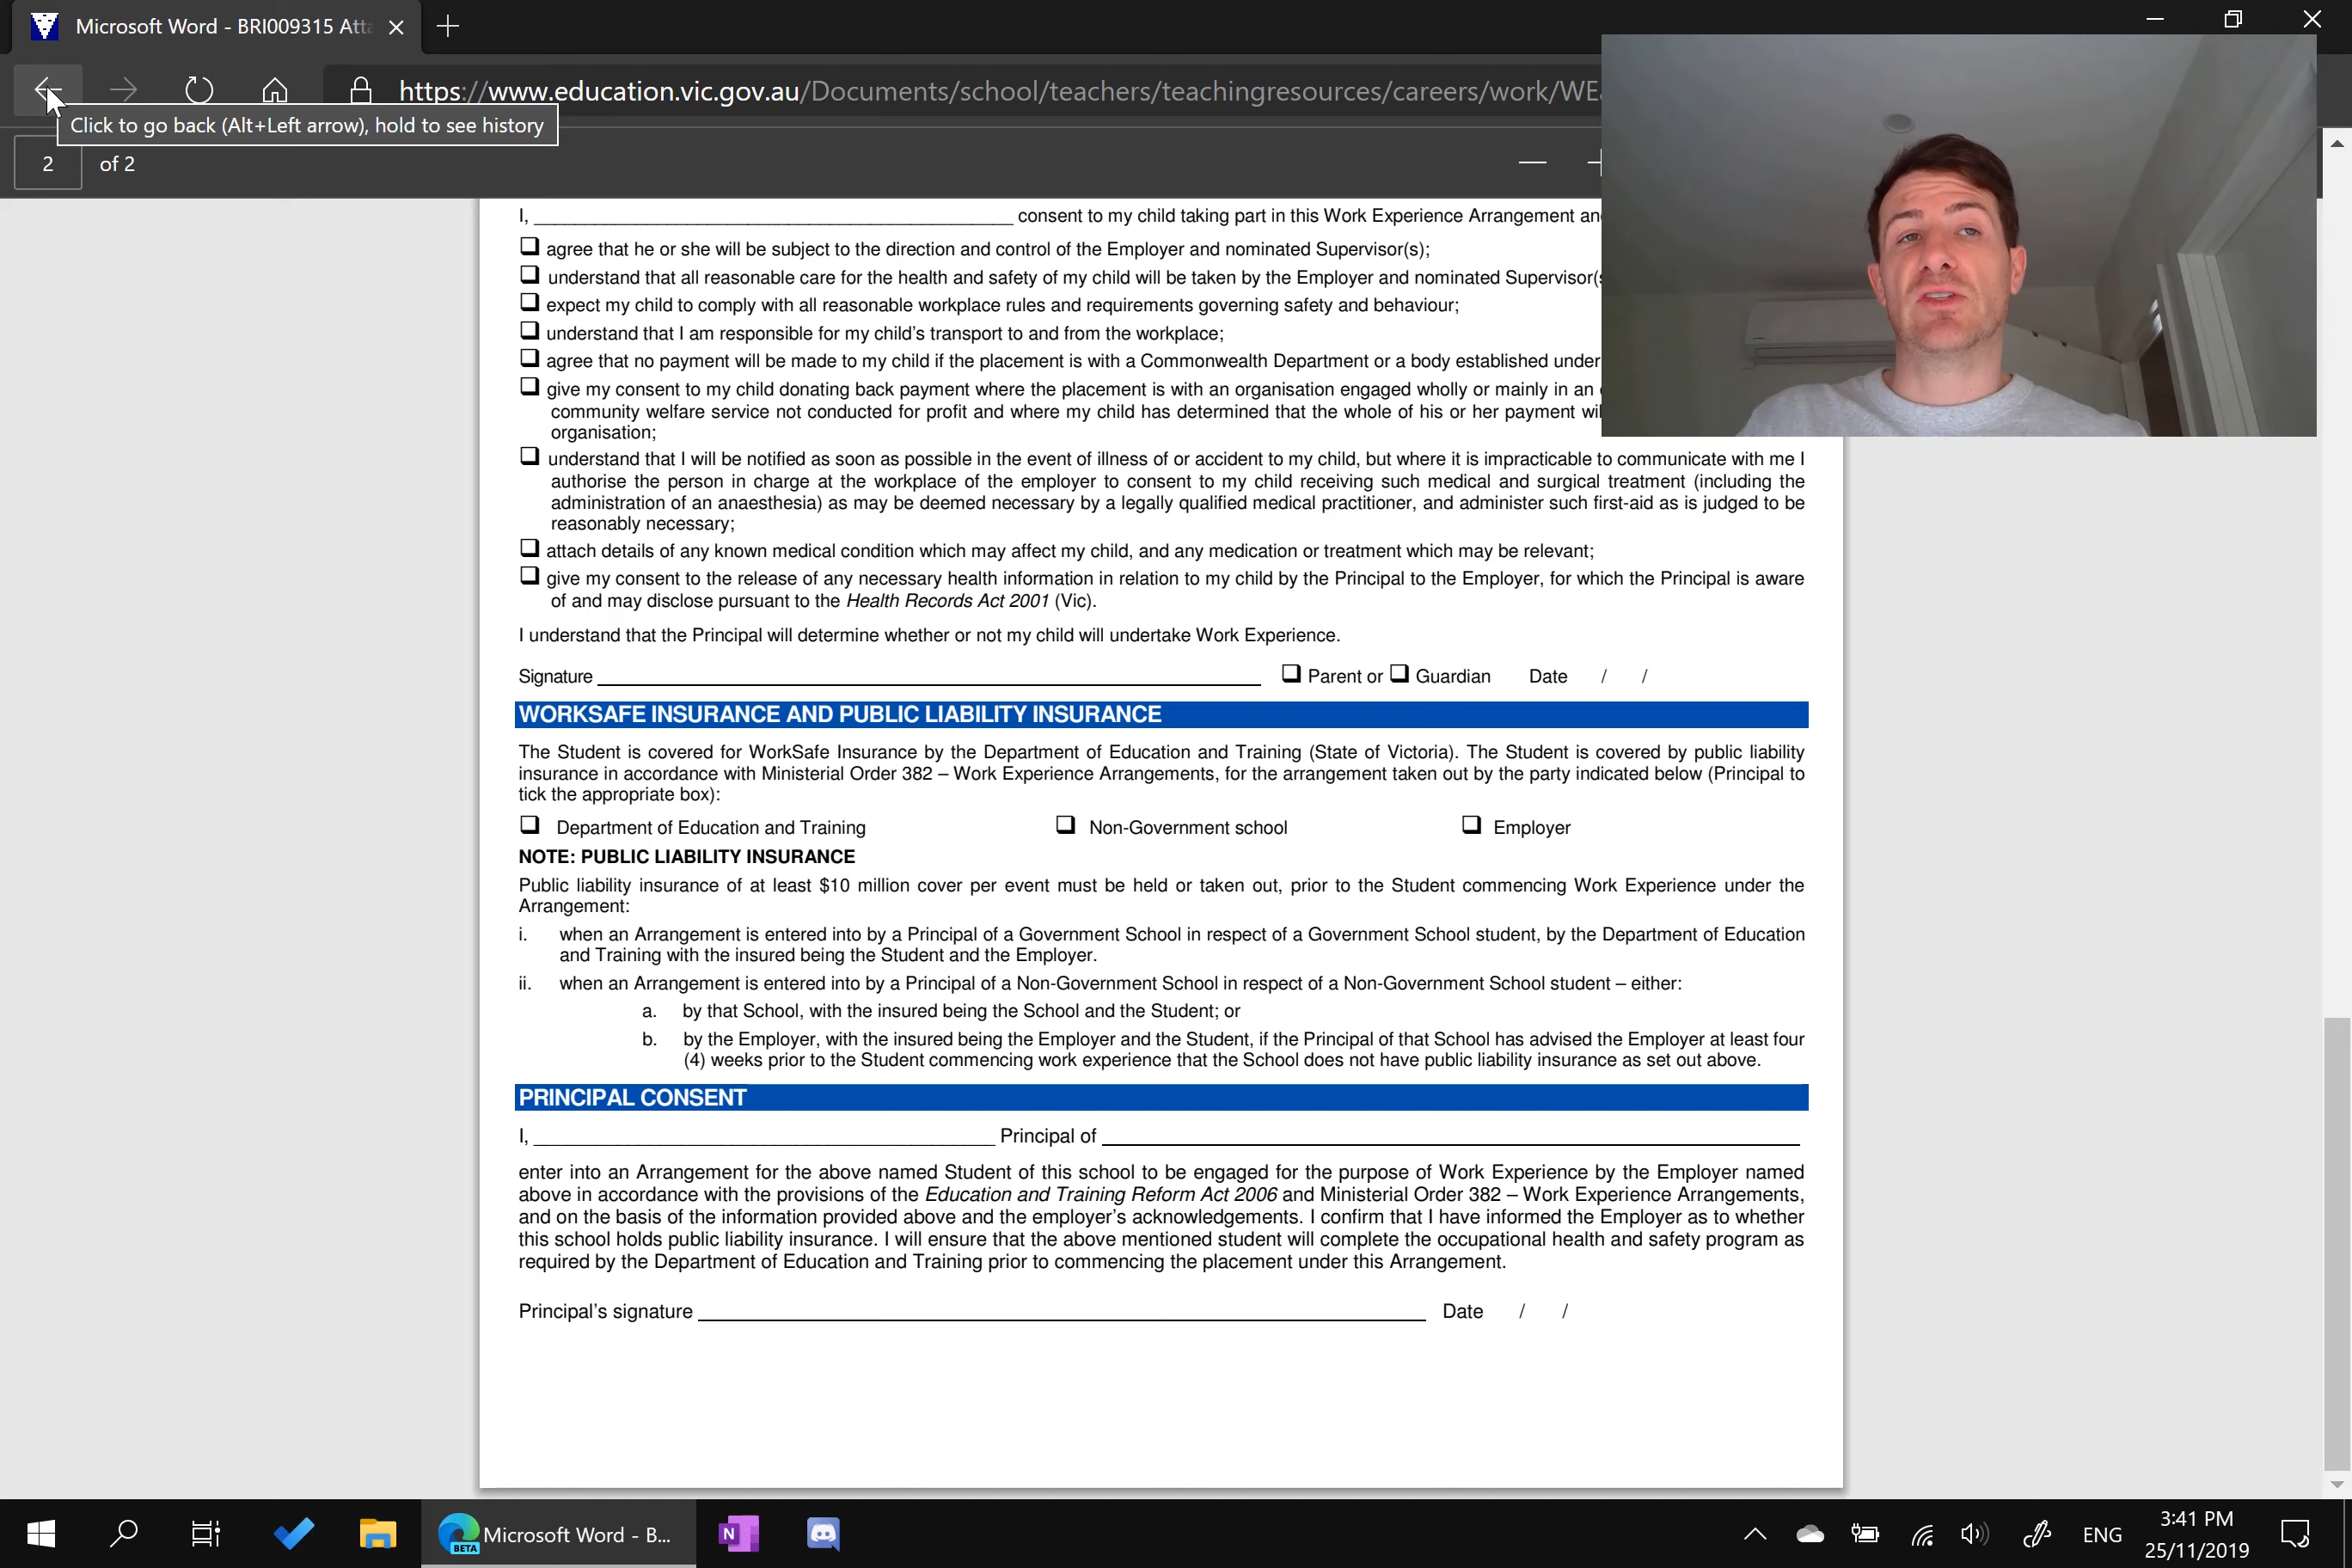 Microsoft Word - BRI009315 Att
https://www.education.vic.gov.au/Documents/school/teachers/teachingresources/careers/work/WE
Click to go back (Alt+Left arrow), hold to see history
2 of 2
I, consent to my child taking part in this Work Experience Arrangement an
agree that he or she will be subject to the direction and control of the Employer and nominated Supervisor(s);
understand that all reasonable care for the health and safety of my child will be taken by the Employer and nominated Supervisor(
expect my child to comply with all reasonable workplace rules and requirements governing safety and behaviour;
understand that I am responsible for my child's transport to and from the workplace;
agree that no payment will be made to my child if the placement is with a Commonwealth Department or a body established under
give my consent to my child donating back payment where the placement is with an organisation engaged wholly or mainly in an
community welfare service not conducted for profit and where my child has determined that the whole of his or her payment wi
organisation;
understand that I will be notified as soon as possible in the event of illness of or accident to my child, but where it is impracticable to communicate with me I
authorise the person in charge at the workplace of the employer to consent to my child receiving such medical and surgical treatment (including the
administration of an anaesthesia) as may be deemed necessary by a legally qualified medical practitioner, and administer such first-aid as is judged to be
reasonably necessary;
attach details of any known medical condition which may affect my child, and any medication or treatment which may be relevant;
give my consent to the release of any necessary health information in relation to my child by the Principal to the Employer, for which the Principal is aware
of and may disclose pursuant to the Health Records Act 2001 (Vic).
I understand that the Principal will determine whether or not my child will undertake Work Experience.
Signature Parent or Guardian Date / /
WORKSAFE INSURANCE AND PUBLIC LIABILITY INSURANCE
The Student is covered for WorkSafe Insurance by the Department of Education and Training (State of Victoria). The Student is covered by public liability
insurance in accordance with Ministerial Order 382 – Work Experience Arrangements, for the arrangement taken out by the party indicated below (Principal to
tick the appropriate box):
Department of Education and Training Non-Government school Employer
NOTE: PUBLIC LIABILITY INSURANCE
Public liability insurance of at least $10 million cover per event must be held or taken out, prior to the Student commencing Work Experience under the
Arrangement:
i. when an Arrangement is entered into by a Principal of a Government School in respect of a Government School student, by the Department of Education
and Training with the insured being the Student and the Employer.
ii. when an Arrangement is entered into by a Principal of a Non-Government School in respect of a Non-Government School student – either:
a. by that School, with the insured being the School and the Student; or
b. by the Employer, with the insured being the Employer and the Student, if the Principal of that School has advised the Employer at least four
(4) weeks prior to the Student commencing work experience that the School does not have public liability insurance as set out above.
PRINCIPAL CONSENT
I, Principal of
enter into an Arrangement for the above named Student of this school to be engaged for the purpose of Work Experience by the Employer named
above in accordance with the provisions of the Education and Training Reform Act 2006 and Ministerial Order 382 – Work Experience Arrangements,
and on the basis of the information provided above and the employer's acknowledgements. I confirm that I have informed the Employer as to whether
this school holds public liability insurance. I will ensure that the above mentioned student will complete the occupational health and safety program as
required by the Department of Education and Training prior to commencing the placement under this Arrangement.
Principal's signature Date / /
BETA Microsoft Word - B... N ENG 3:41 PM
25/11/2019